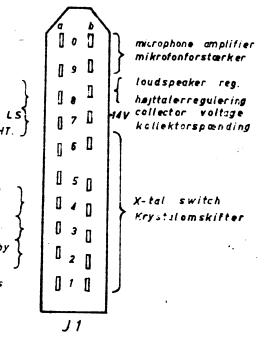 a b
0 microphone amplifier
mikrofonforstærker
9
loudspeaker reg.
8 højttalerregulering
LS 7 +14V collector voltage
HT. kollektorspænding
6
5
4 X-tal switch
Krystalomskifter
3
2
1
J1